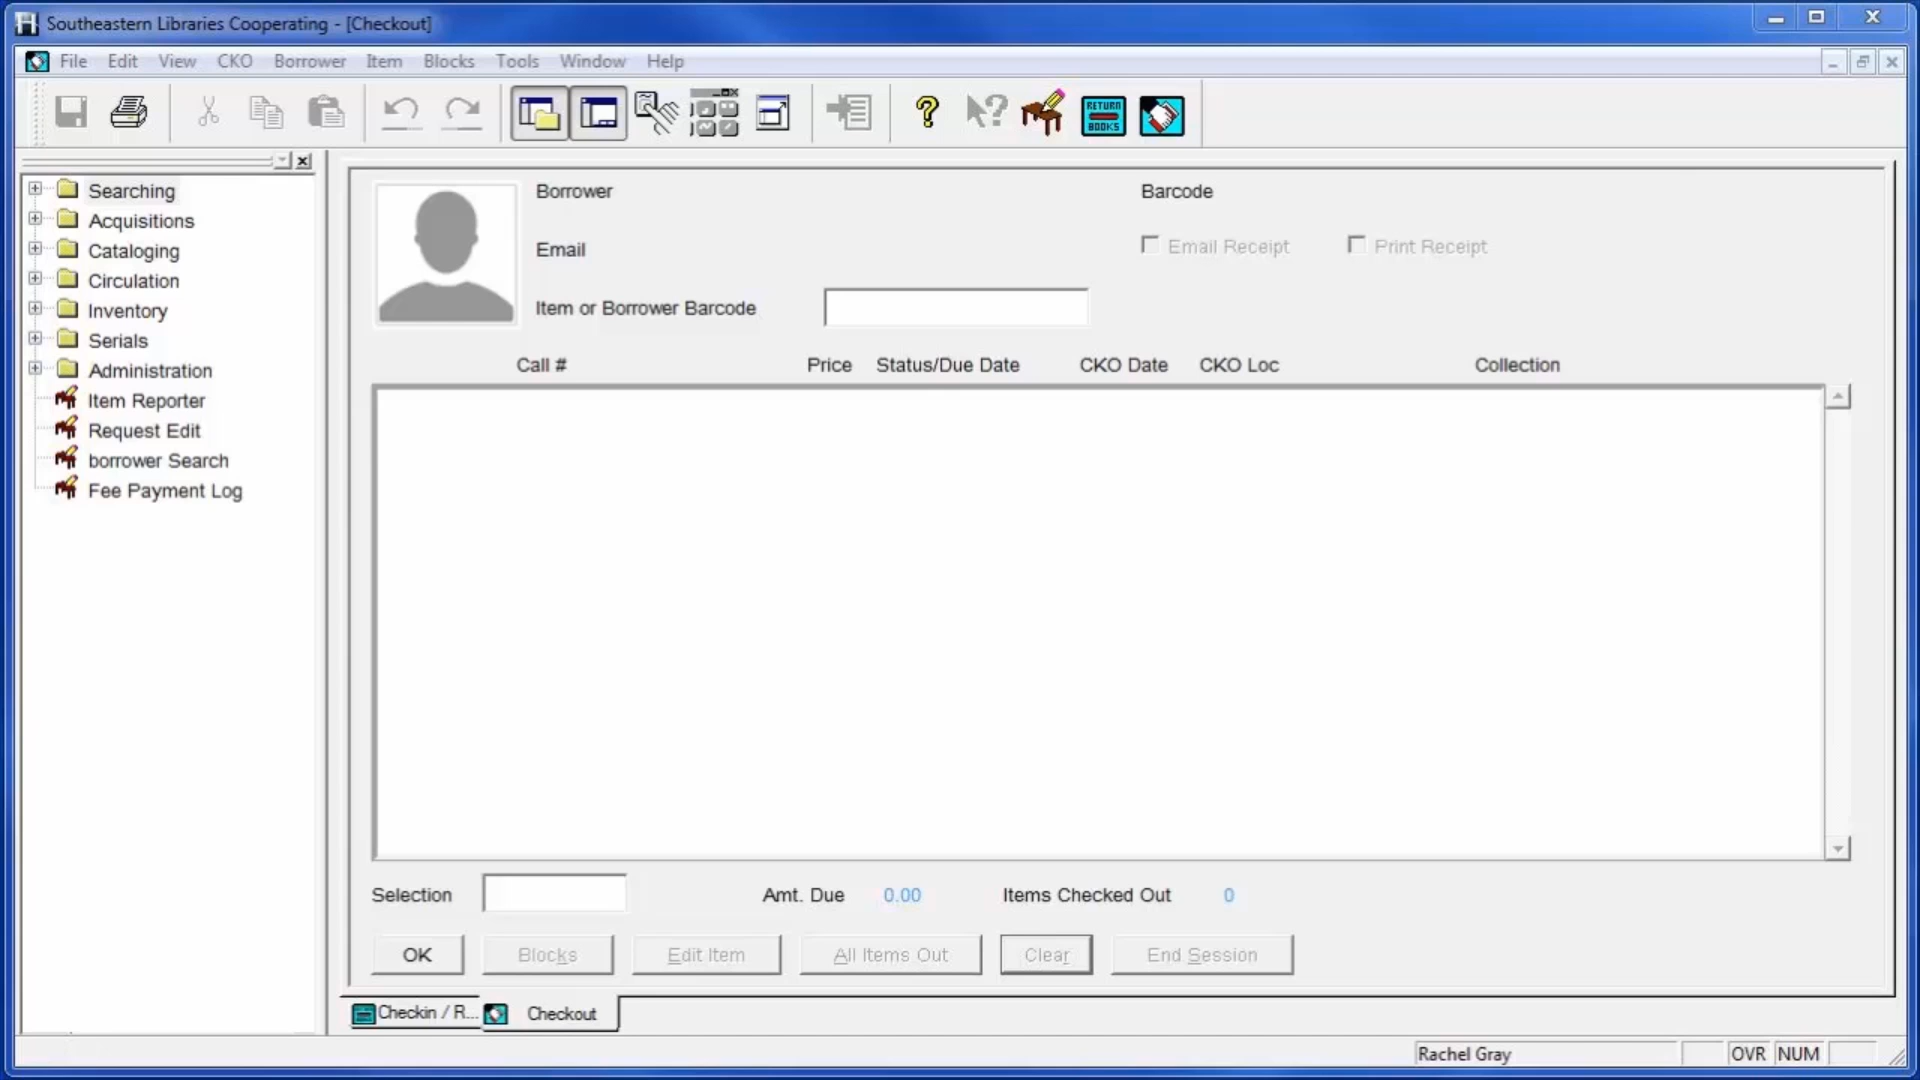 Southeastern Libraries Cooperating - [Checkout]
File Edit View CKO Borrower Item Blocks Tools Window Help
RETURN
BOOKS
Searching
Acquisitions
Cataloging
Circulation
Inventory
Serials
Administration
Item Reporter
Request Edit
borrower Search
Fee Payment Log
Borrower
Barcode
Email
Email Receipt
Print Receipt
Item or Borrower Barcode
Call # Price Status/Due Date CKO Date CKO Loc Collection
Selection
Amt. Due 0.00
Items Checked Out 0
OK Blocks Edit Item All Items Out Clear End Session
Checkin / R... Checkout
Rachel Gray OVR NUM